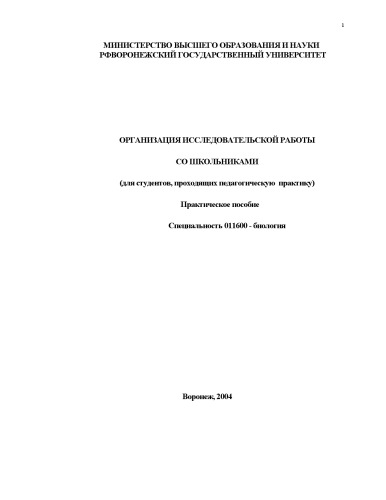 1
МИНИСТЕРСТВО ВЫСШЕГО ОБРАЗОВАНИЯ И НАУКИ
РФВОРОНЕЖСКИЙ ГОСУДАРСТВЕННЫЙ УНИВЕРСИТЕТ
ОРГАНИЗАЦИЯ ИССЛЕДОВАТЕЛЬСКОЙ РАБОТЫ
СО ШКОЛЬНИКАМИ
(для студентов, проходящих педагогическую практику)
Практическое пособие
Специальность 011600 - биология
Воронеж, 2004